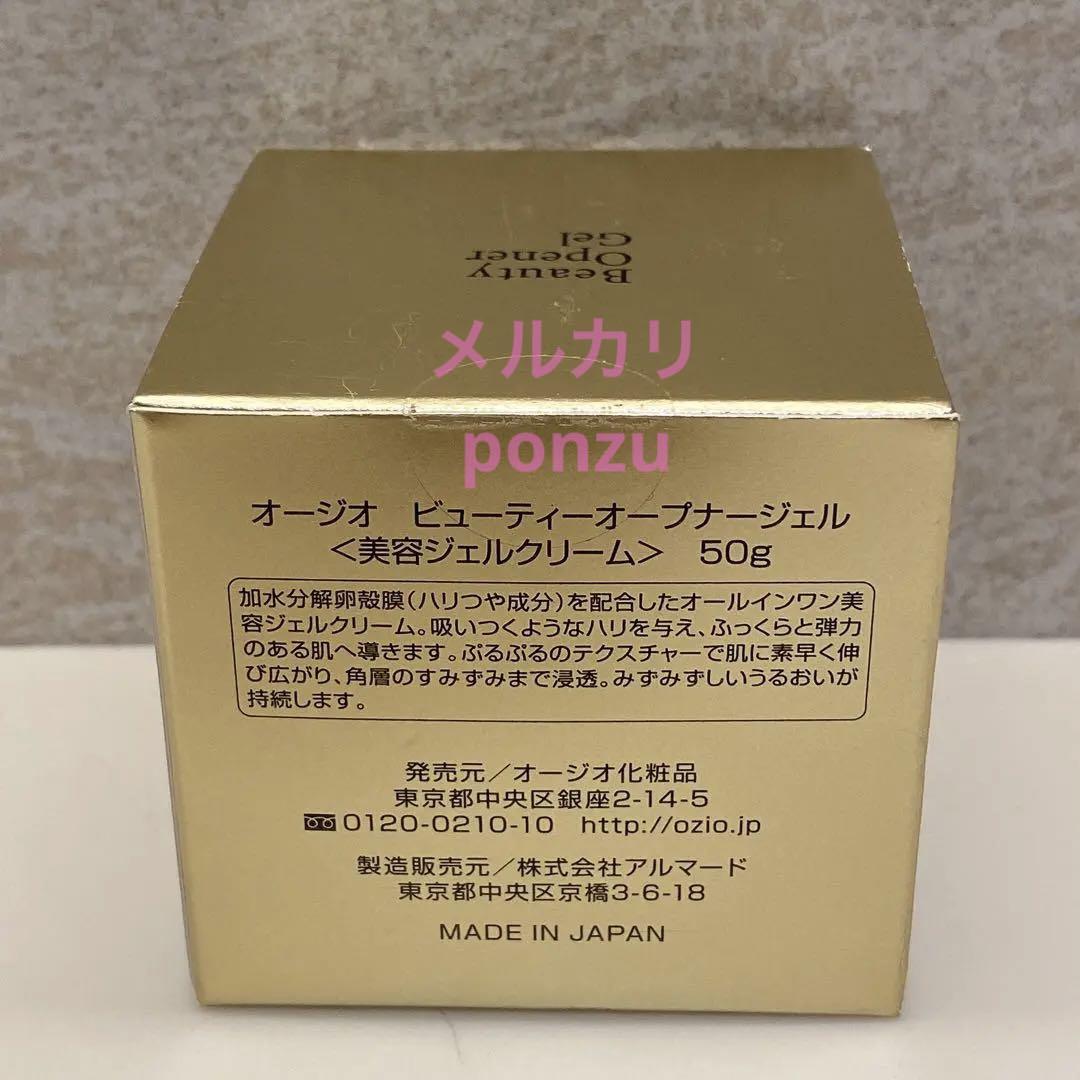 Beauty
Opener
Gel
メルカリ
ponzu
オージオ ビューティーオープナージェル
<美容ジェルクリーム> 50g
加水分解卵殻膜(ハリつや成分)を配合したオールインワン美
容ジェルクリーム。吸いつくようなハリを与え、ふっくらと弾力
のある肌へ導きます。ぷるぷるのテクスチャーで肌に素早く伸
び広がり、角層のすみずみまで浸透。みずみずしいうるおいが
持続します。
発売元/オージオ化粧品
東京都中央区銀座2-14-5
0120-0210-10 http://ozio.jp
製造販売元/株式会社アルマード
東京都中央区京橋3-6-18
MADE IN JAPAN